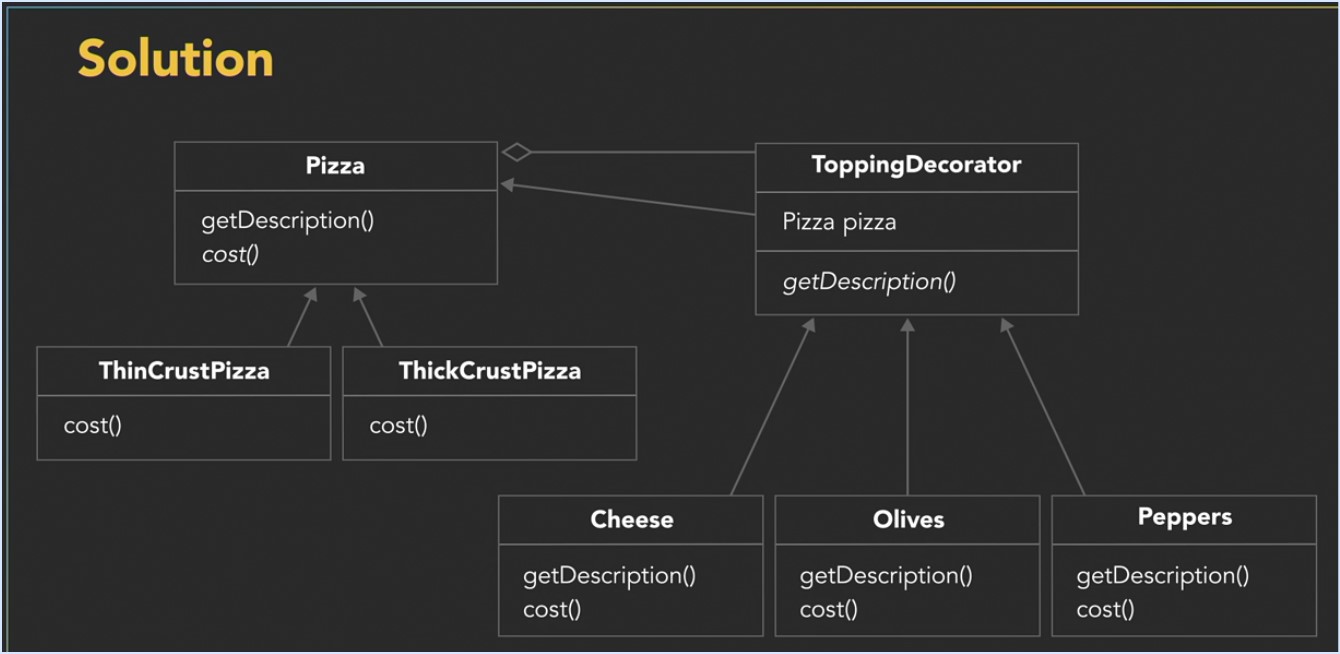 Solution
Pizza
getDescription()
cost()
ToppingDecorator
Pizza pizza
getDescription()
ThinCrustPizza
cost()
ThickCrustPizza
cost()
Cheese
getDescription()
cost()
Olives
getDescription()
cost()
Peppers
getDescription()
cost()